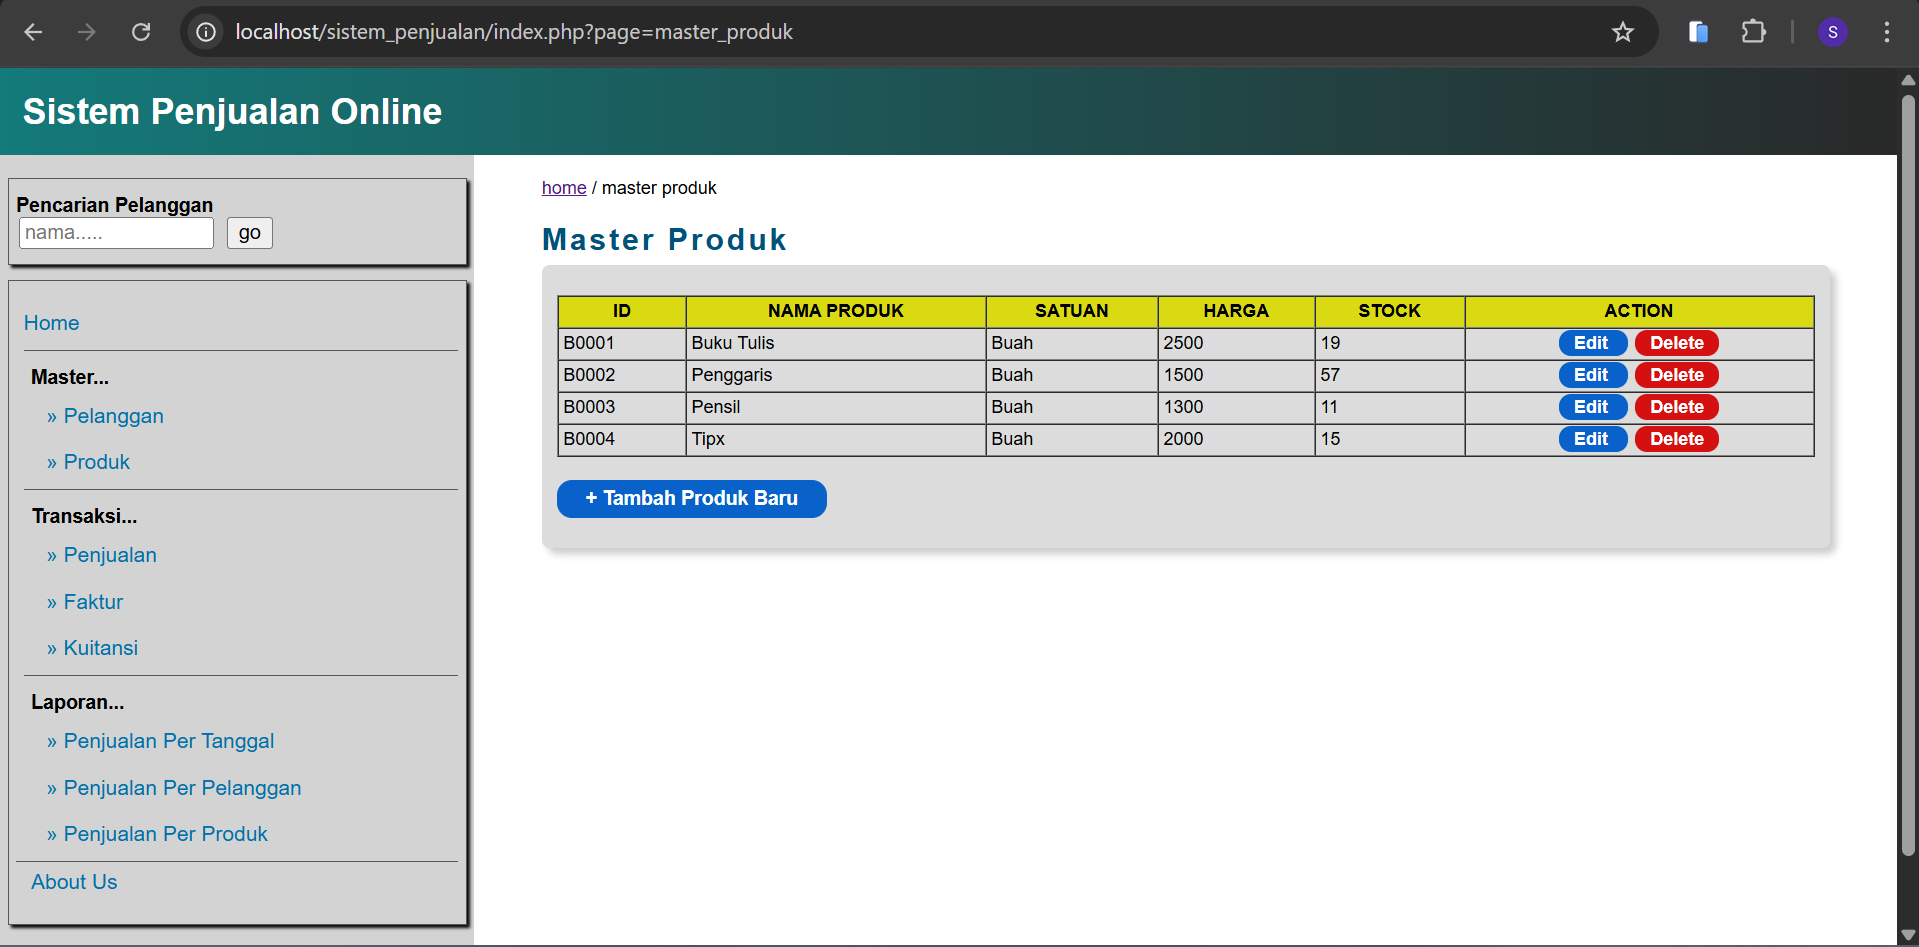 localhost/sistem_penjualan/index.php?page=master_produk
S
Sistem Penjualan Online
Pencarian Pelanggan
nama.....
go
Home
Master...
» Pelanggan
» Produk
Transaksi...
» Penjualan
» Faktur
» Kuitansi
Laporan...
» Penjualan Per Tanggal
» Penjualan Per Pelanggan
» Penjualan Per Produk
About Us
home / master produk
Master Produk
ID NAMA PRODUK SATUAN HARGA STOCK ACTION
B0001 Buku Tulis Buah 2500 19 Edit Delete
B0002 Penggaris Buah 1500 57 Edit Delete
B0003 Pensil Buah 1300 11 Edit Delete
B0004 Tipx Buah 2000 15 Edit Delete
+ Tambah Produk Baru